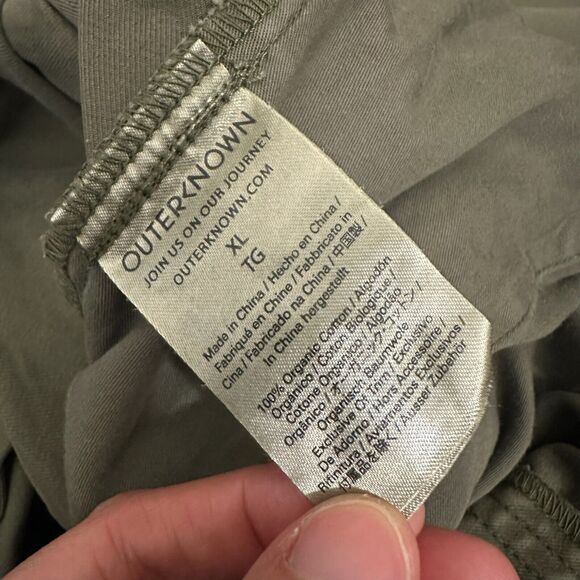 OUTERKNOWN
JOIN US ON OUR JOURNEY
OUTERKNOWN.COM
XL
TG
Made in China / Hecho en China /
Fabriqué en Chine / Fabbricato in
Cina / Fabricado na China / 中国製 /
In China hergestellt
100% Organic Cotton / Algodón
Orgánico / Coton Biologique /
Cotone Organico / Algodão
Orgânico / オーガニックコットン /
Organisch Baumwolle
Exclusive Of Trim / Exclusivo
De Adorno / Hors Accessoire /
Rifinitura / Aviamentos Exclusivos /
付属品を除く / Ausser Zubehör